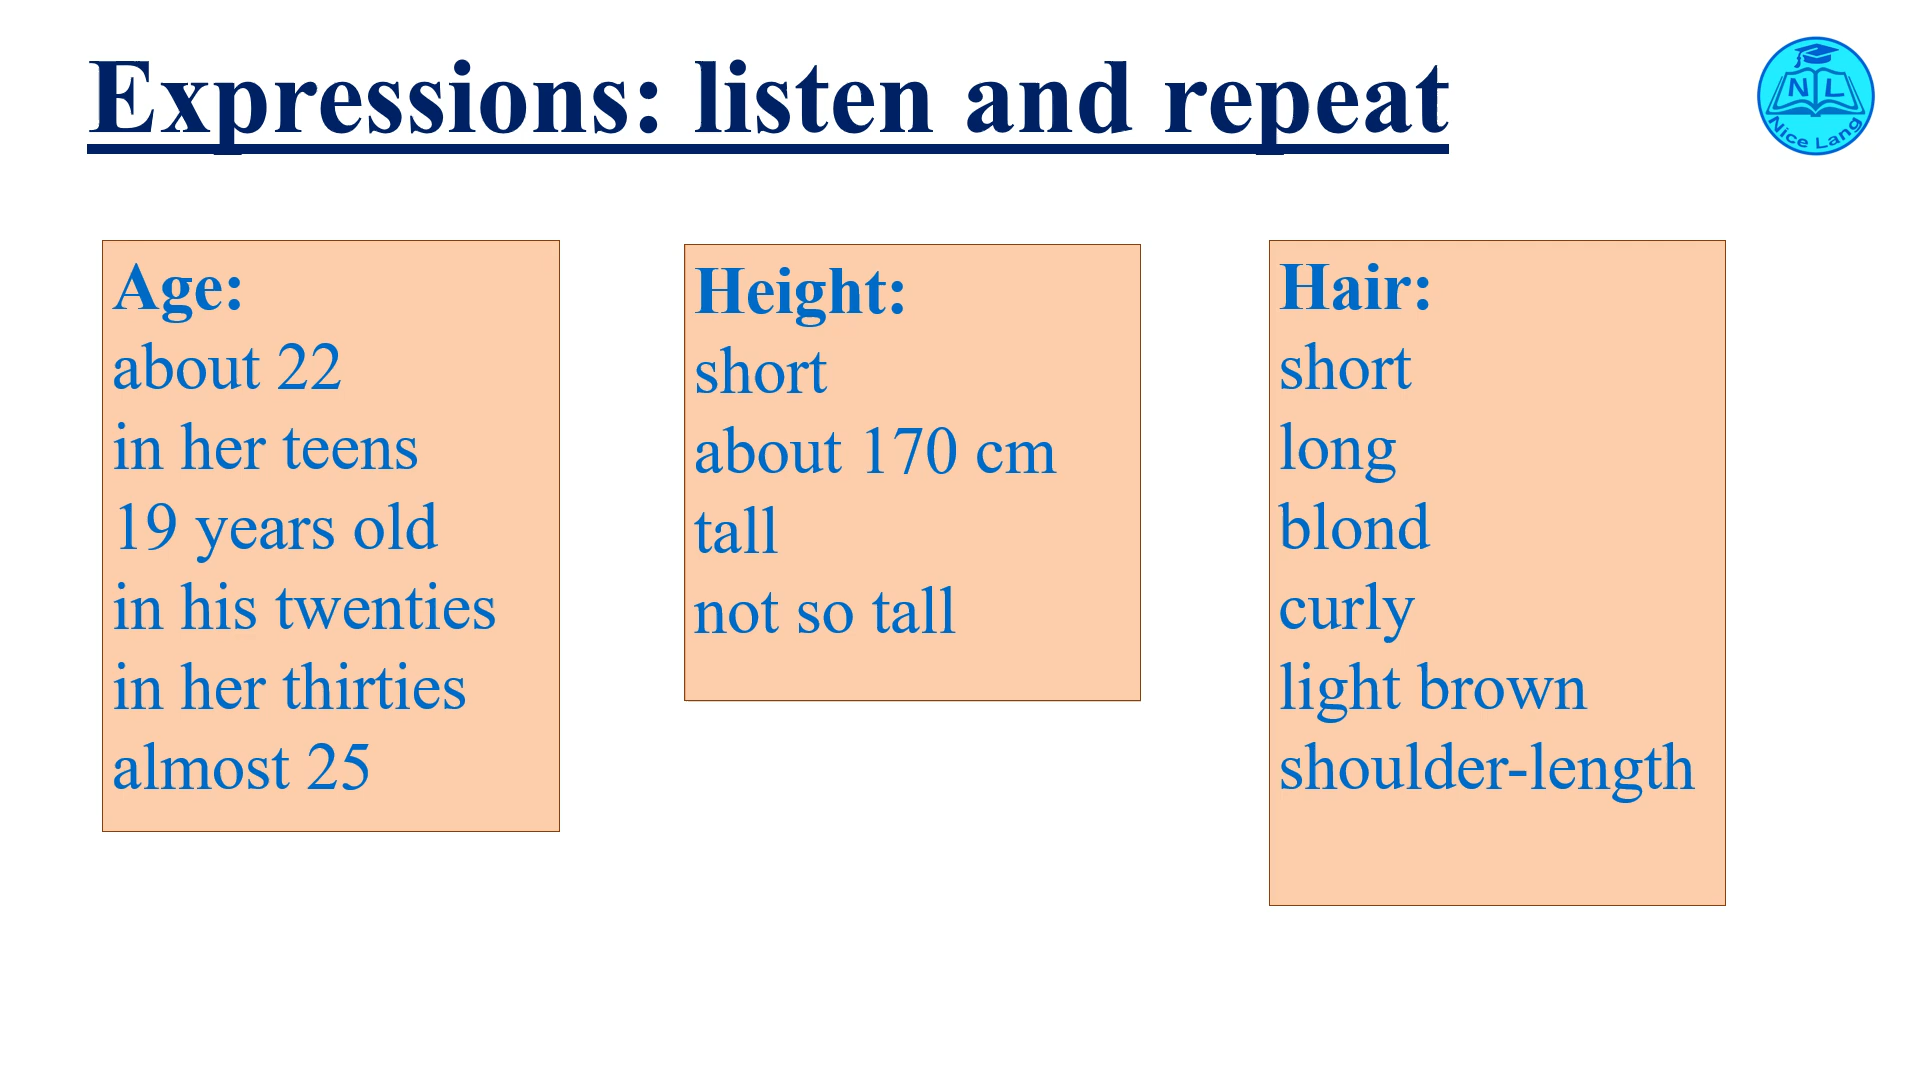 Expressions: listen and repeat
N L
Nice Lang
Age:
about 22
in her teens
19 years old
in his twenties
in her thirties
almost 25
Height:
short
about 170 cm
tall
not so tall
Hair:
short
long
blond
curly
light brown
shoulder-length